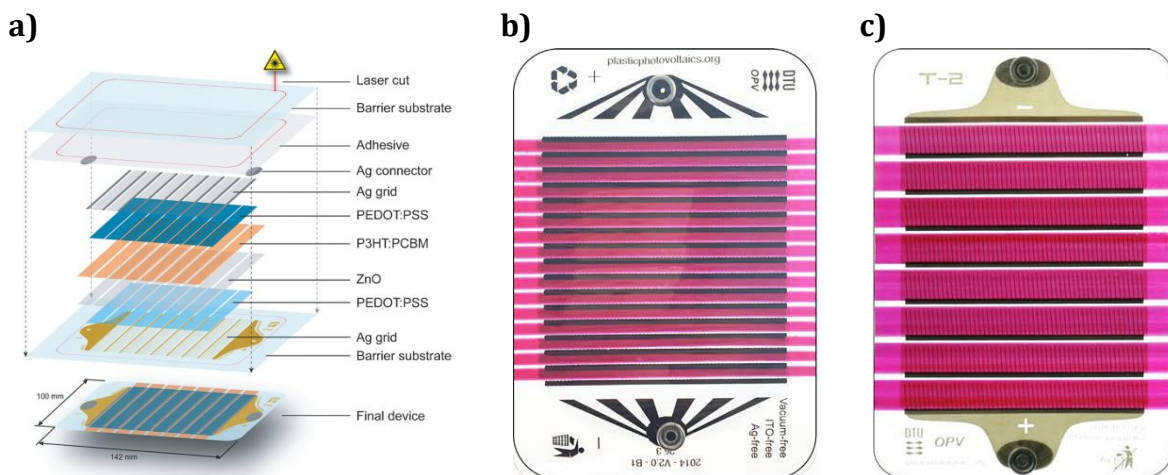 a)
Laser cut
Barrier substrate
Adhesive
Ag connector
Ag grid
PEDOT:PSS
P3HT:PCBM
ZnO
PEDOT:PSS
Ag grid
Barrier substrate
Final device
100 mm
142 mm
b)
plasticphotovoltaics.org
+
DTU
OPV
Vacuum-free
ITO-free
Ag-free
–
2014 - V2.0 - B1
c)
T-2
–
+
DTU
OPV